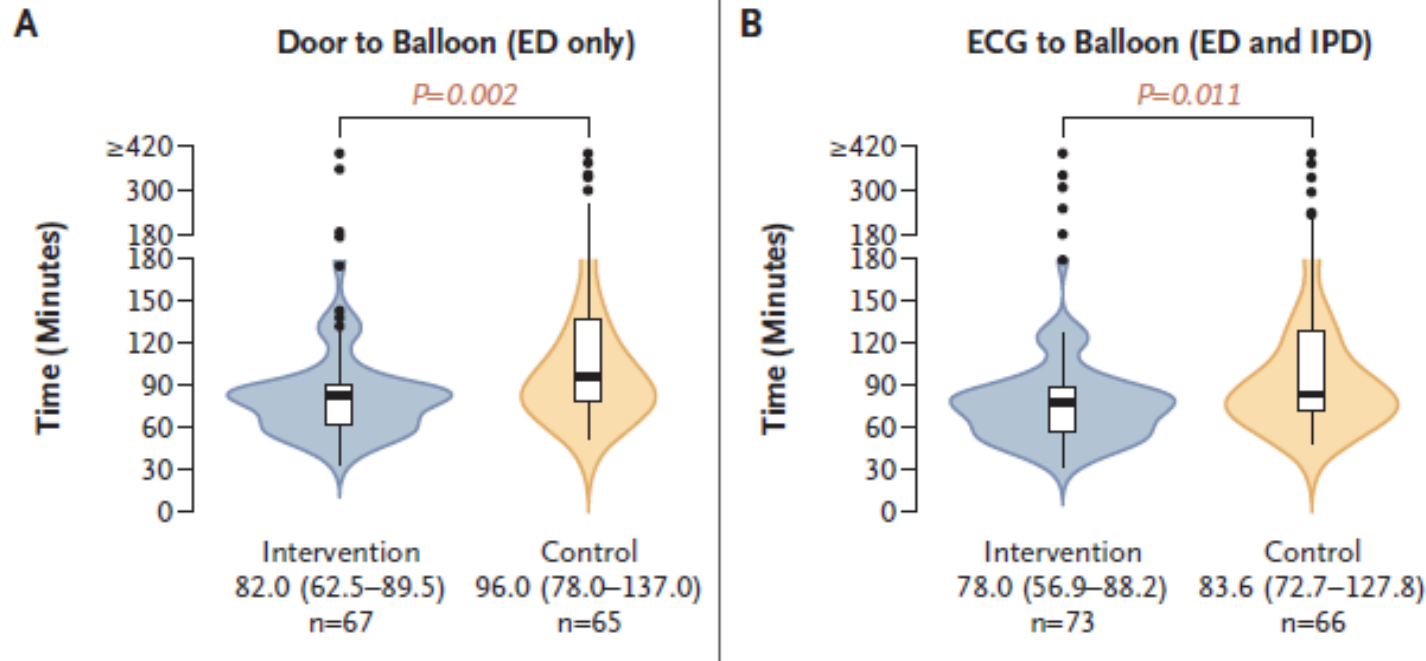 A
Door to Balloon (ED only)
P=0.002
≥420
300
180
180
150
120
90
60
30
0
Time (Minutes)
Intervention
82.0 (62.5–89.5)
n=67
Control
96.0 (78.0–137.0)
n=65
B
ECG to Balloon (ED and IPD)
P=0.011
≥420
300
180
180
150
120
90
60
30
0
Time (Minutes)
Intervention
78.0 (56.9–88.2)
n=73
Control
83.6 (72.7–127.8)
n=66